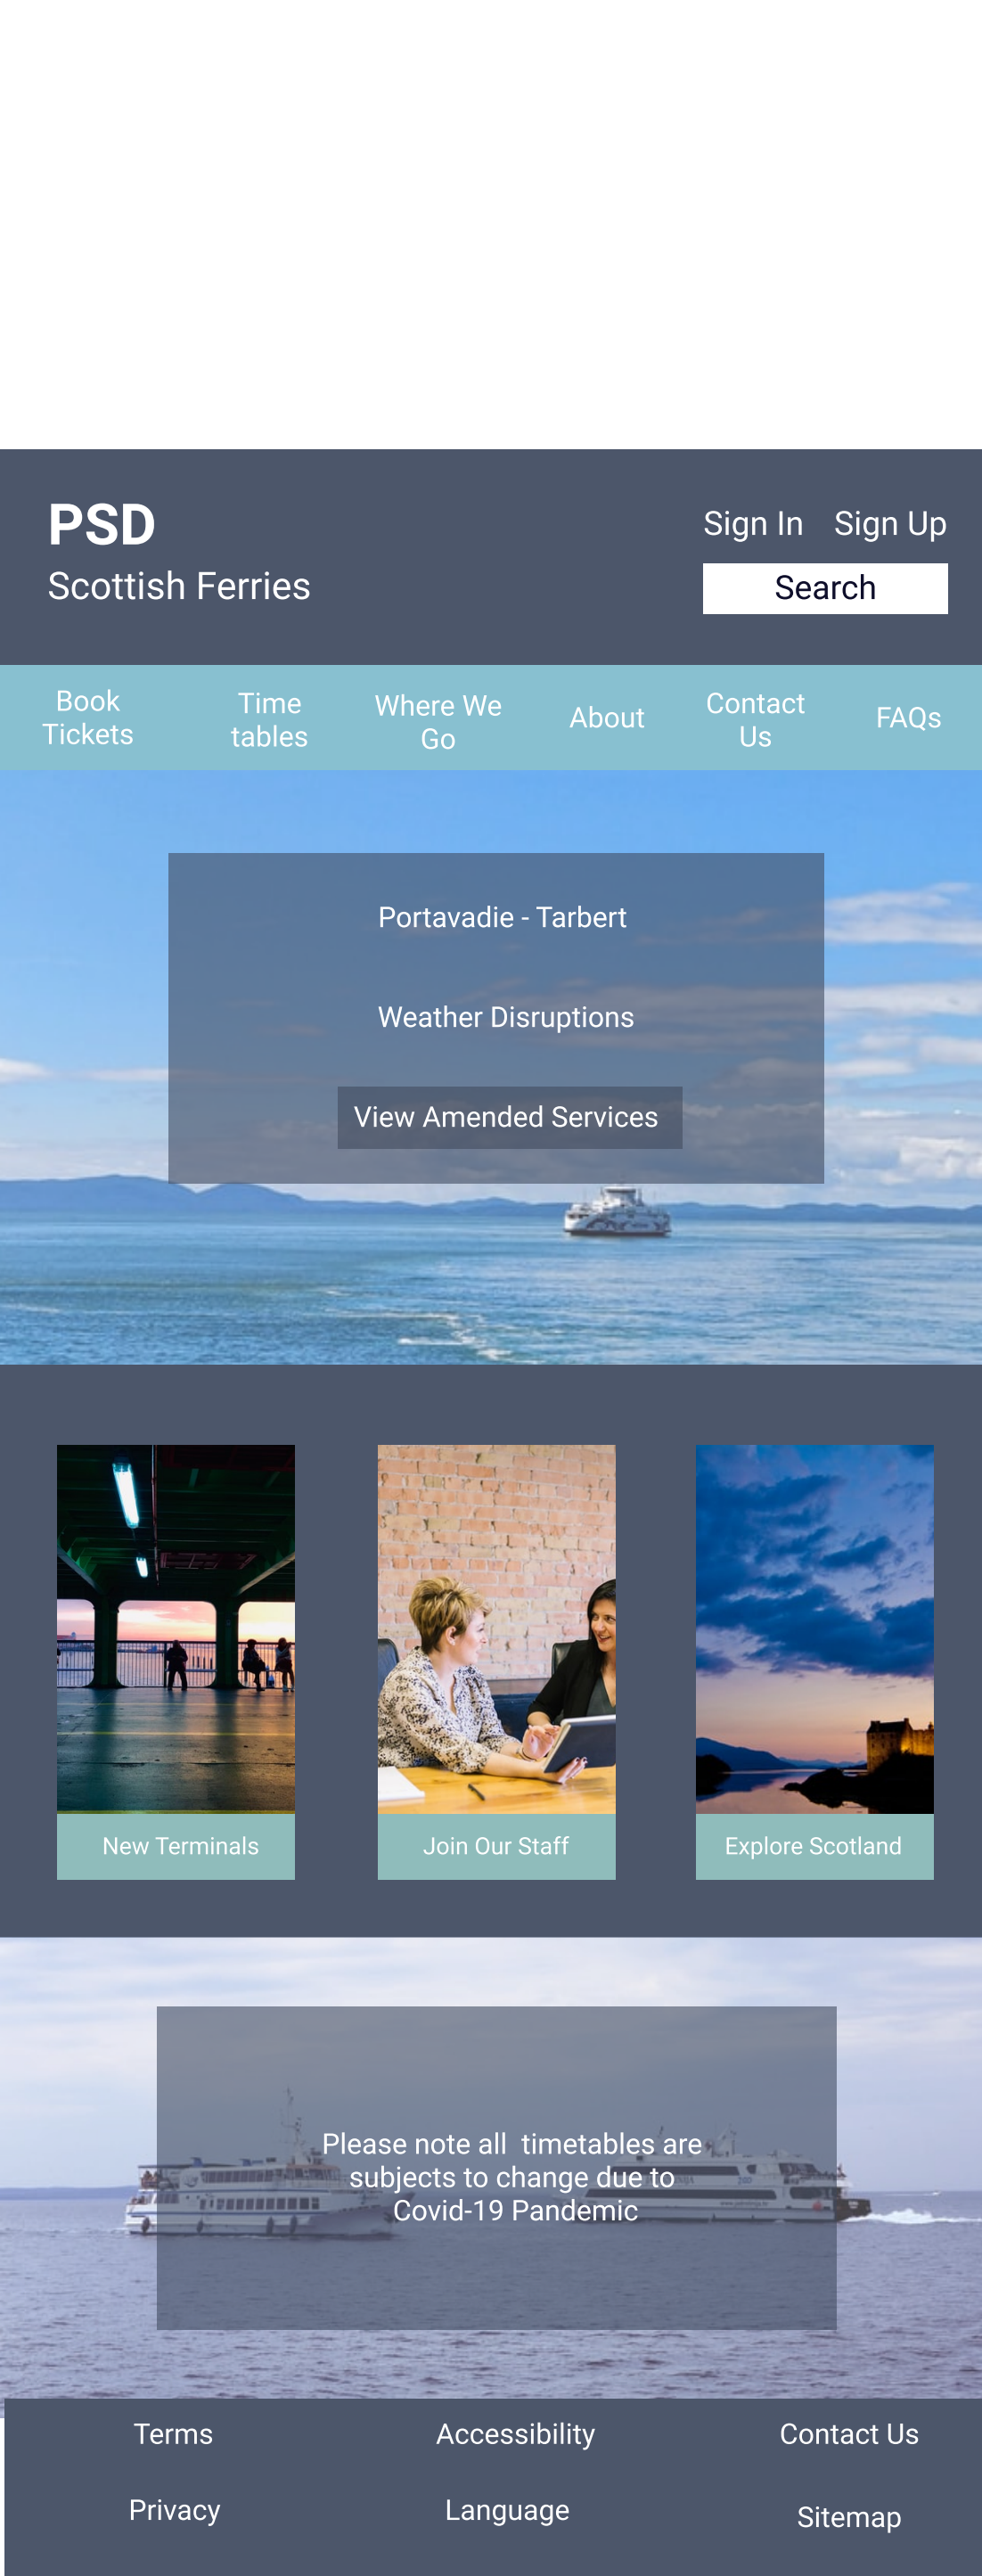 PSD
Scottish Ferries
Sign In Sign Up
Search
Book
Tickets
Time
tables
Where We
Go
About
Contact
Us
FAQs
Portavadie - Tarbert
Weather Disruptions
View Amended Services
New Terminals
Join Our Staff
Explore Scotland
Please note all  timetables are
subjects to change due to
Covid-19 Pandemic
Terms
Accessibility
Contact Us
Privacy
Language
Sitemap